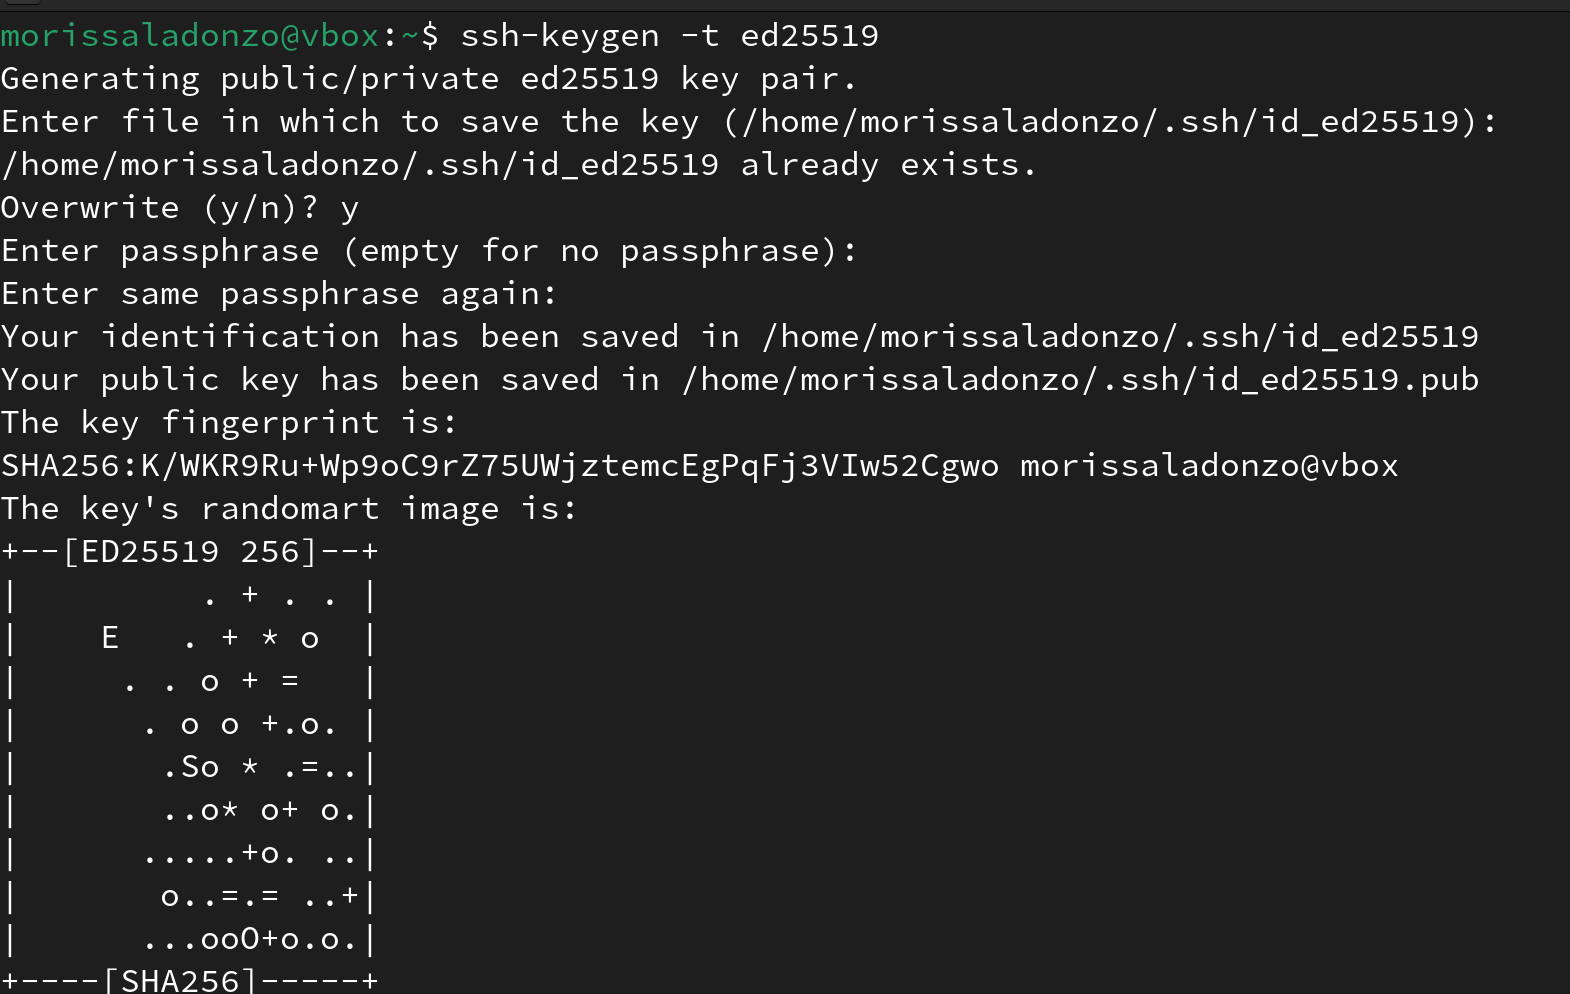 morissaladonzo@vbox:~$ ssh-keygen -t ed25519
Generating public/private ed25519 key pair.
Enter file in which to save the key (/home/morissaladonzo/.ssh/id_ed25519):
/home/morissaladonzo/.ssh/id_ed25519 already exists.
Overwrite (y/n)? y
Enter passphrase (empty for no passphrase):
Enter same passphrase again:
Your identification has been saved in /home/morissaladonzo/.ssh/id_ed25519
Your public key has been saved in /home/morissaladonzo/.ssh/id_ed25519.pub
The key fingerprint is:
SHA256:K/WKR9Ru+Wp9oC9rZ75UWjztemcEgPqFj3VIw52Cgwo morissaladonzo@vbox
The key's randomart image is:
+--[ED25519 256]--+
|         . + . . |
|    E   . + * o  |
|     . . o + =   |
|      . o o +.o. |
|       .So * .=..|
|       ..o* o+ o.|
|      .....+o. ..|
|       o..=.= ..+|
|      ...ooO+o.o.|
+----[SHA256]-----+